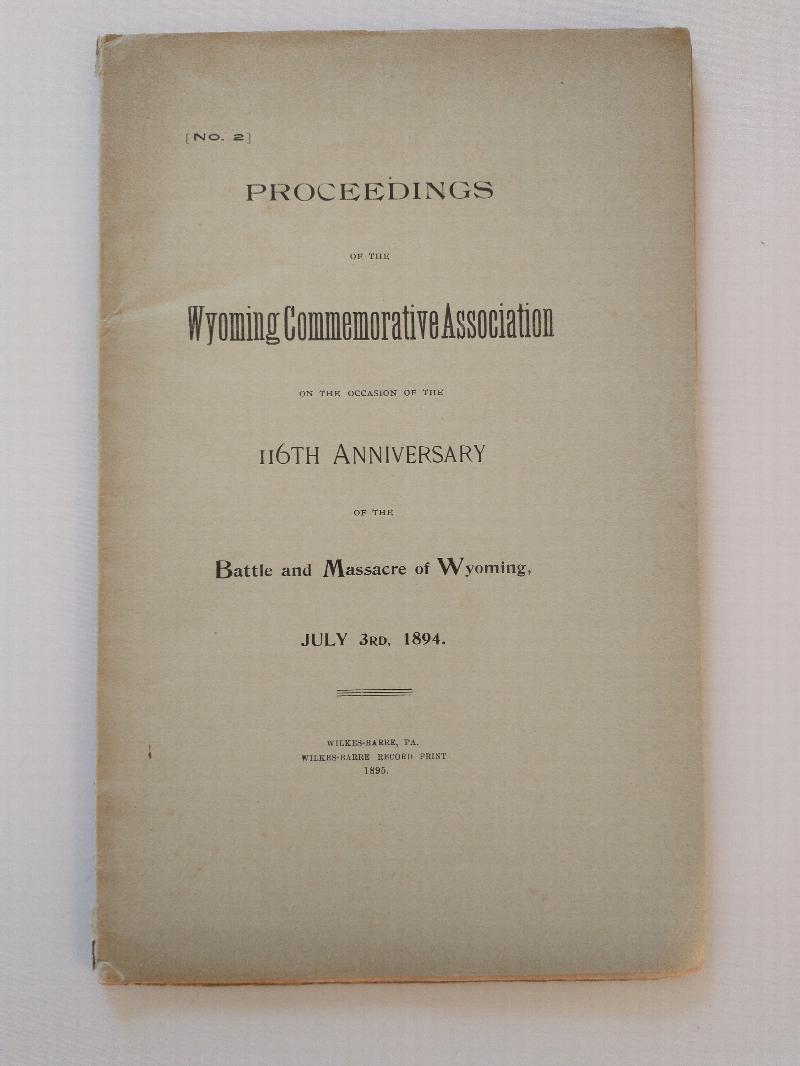 [NO. 2]
PROCEEDINGS
OF THE
Wyoming Commemorative Association
ON THE OCCASION OF THE
116TH ANNIVERSARY
OF THE
Battle and Massacre of Wyoming,
JULY 3RD, 1894.
WILKES-BARRE, PA.
WILKES-BARRE RECORD PRINT
1895.